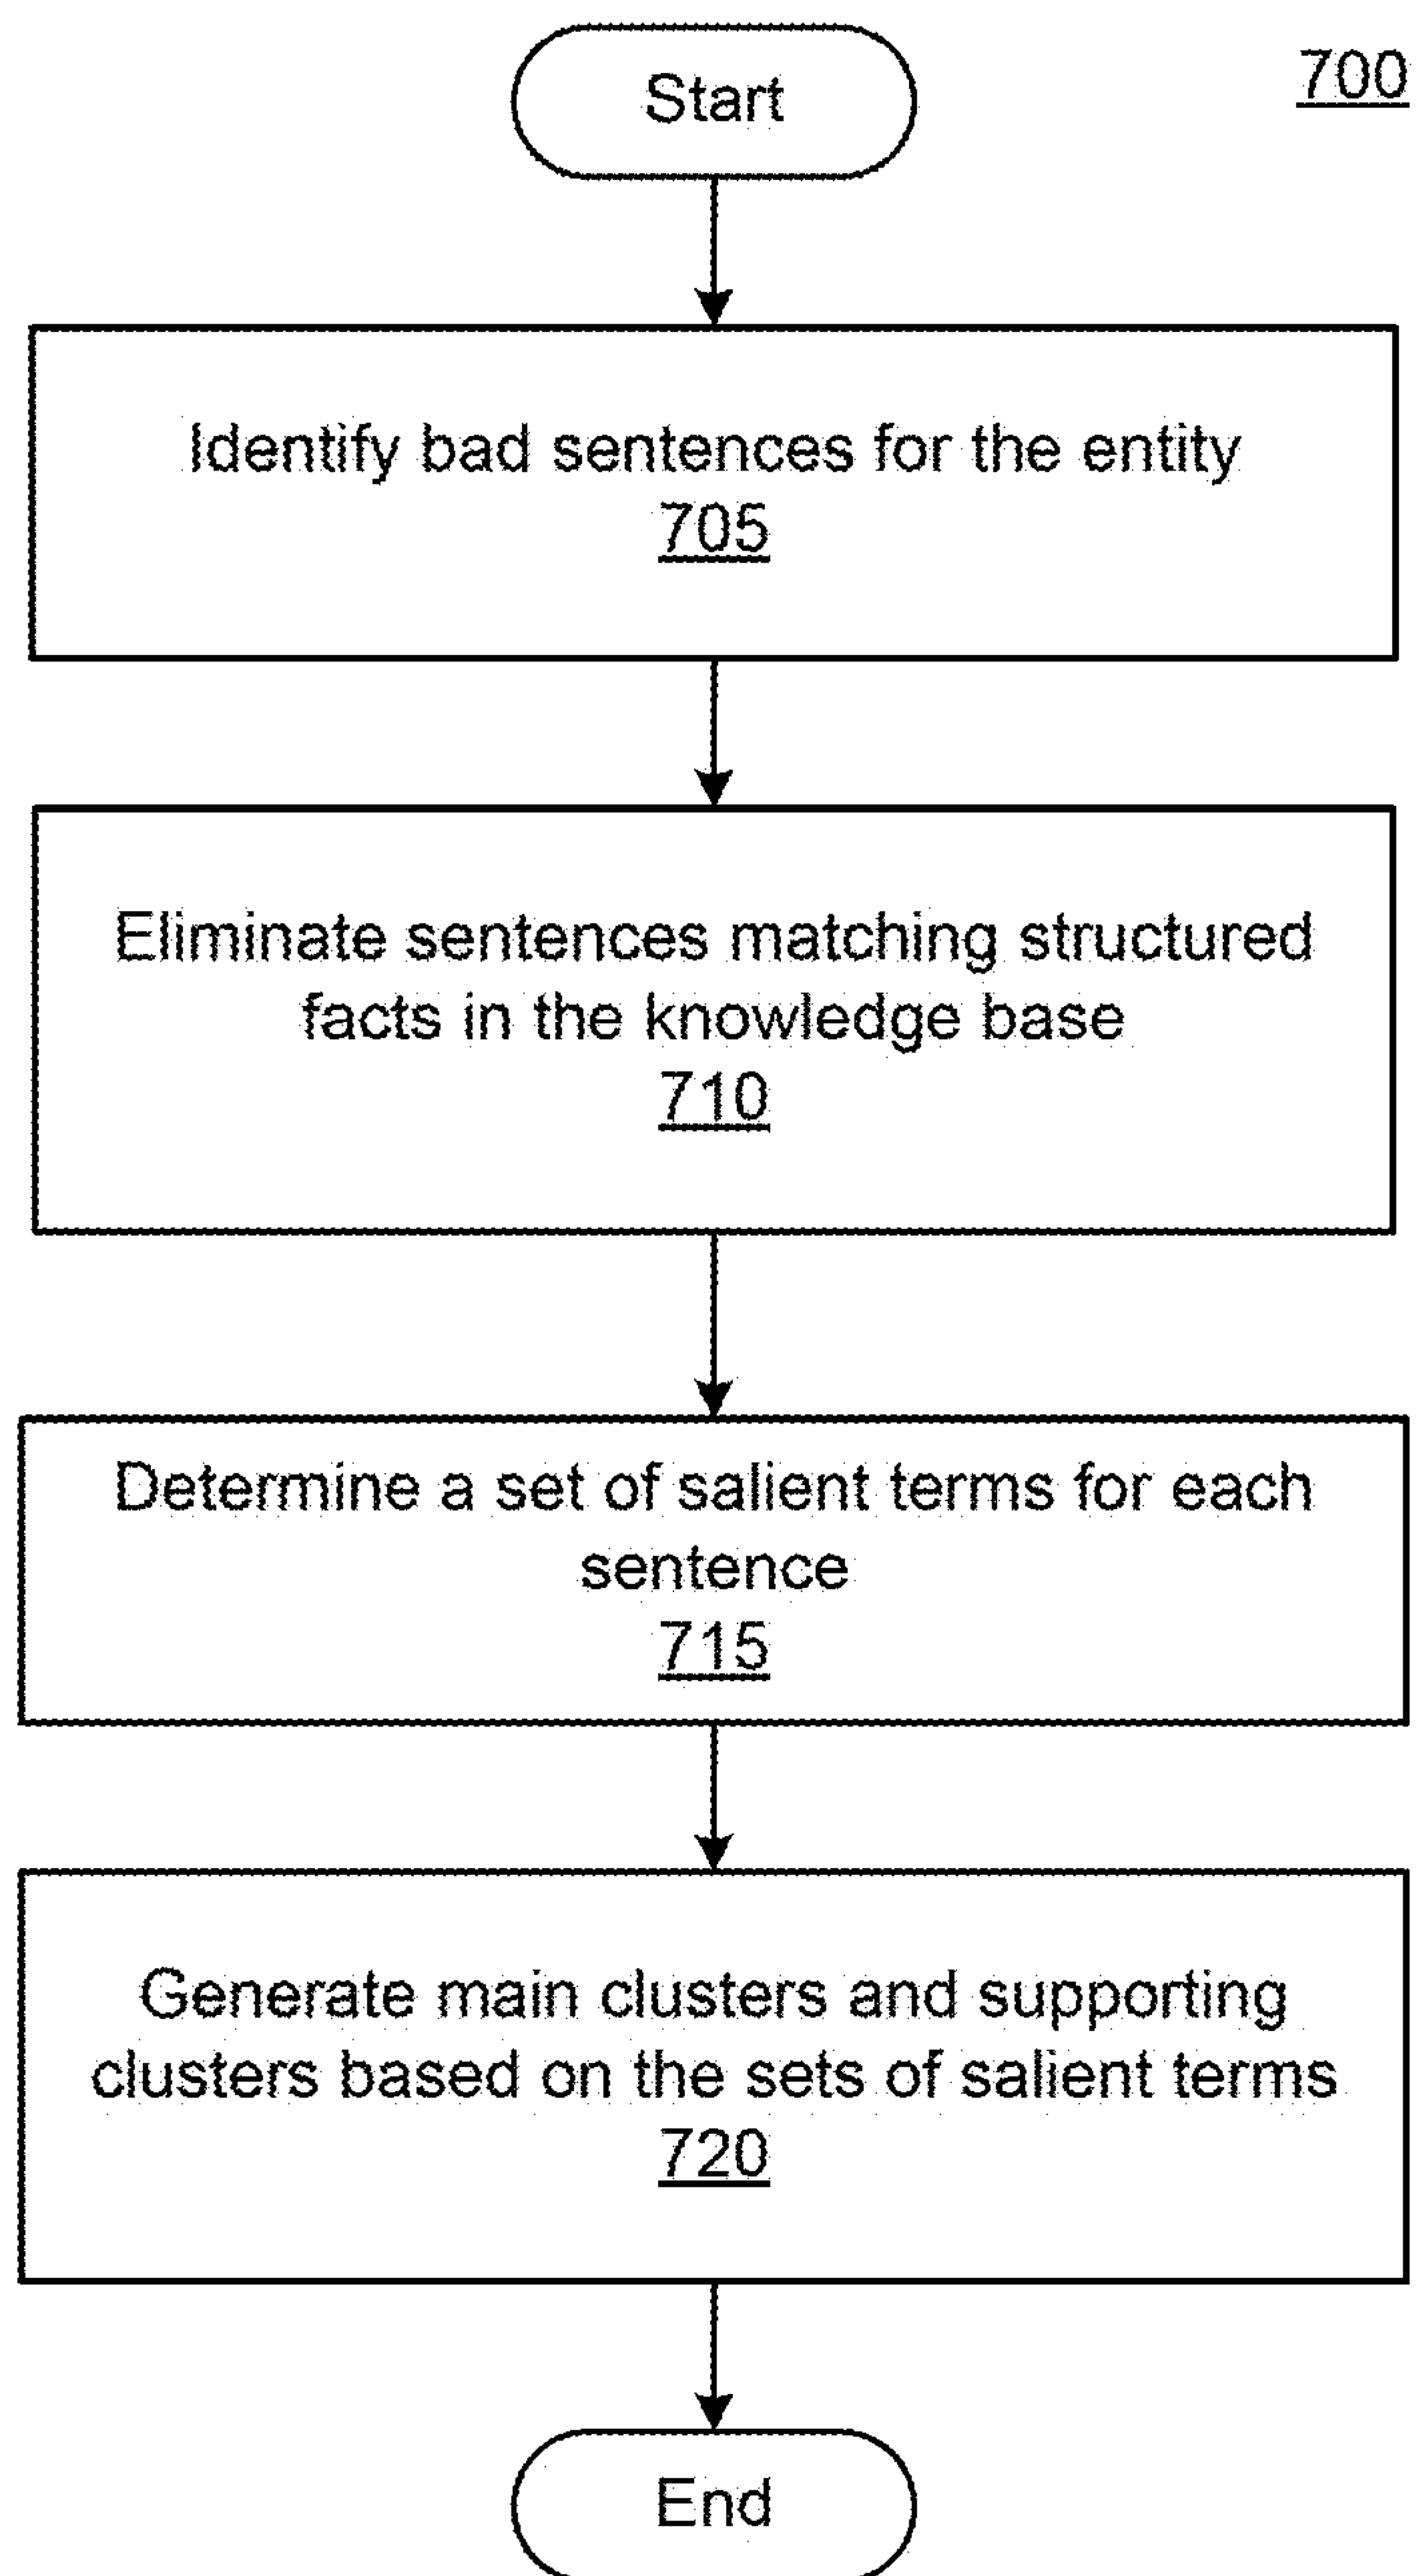 Start
700
Identify bad sentences for the entity
705
Eliminate sentences matching structured
facts in the knowledge base
710
Determine a set of salient terms for each
sentence
715
Generate main clusters and supporting
clusters based on the sets of salient terms
720
End